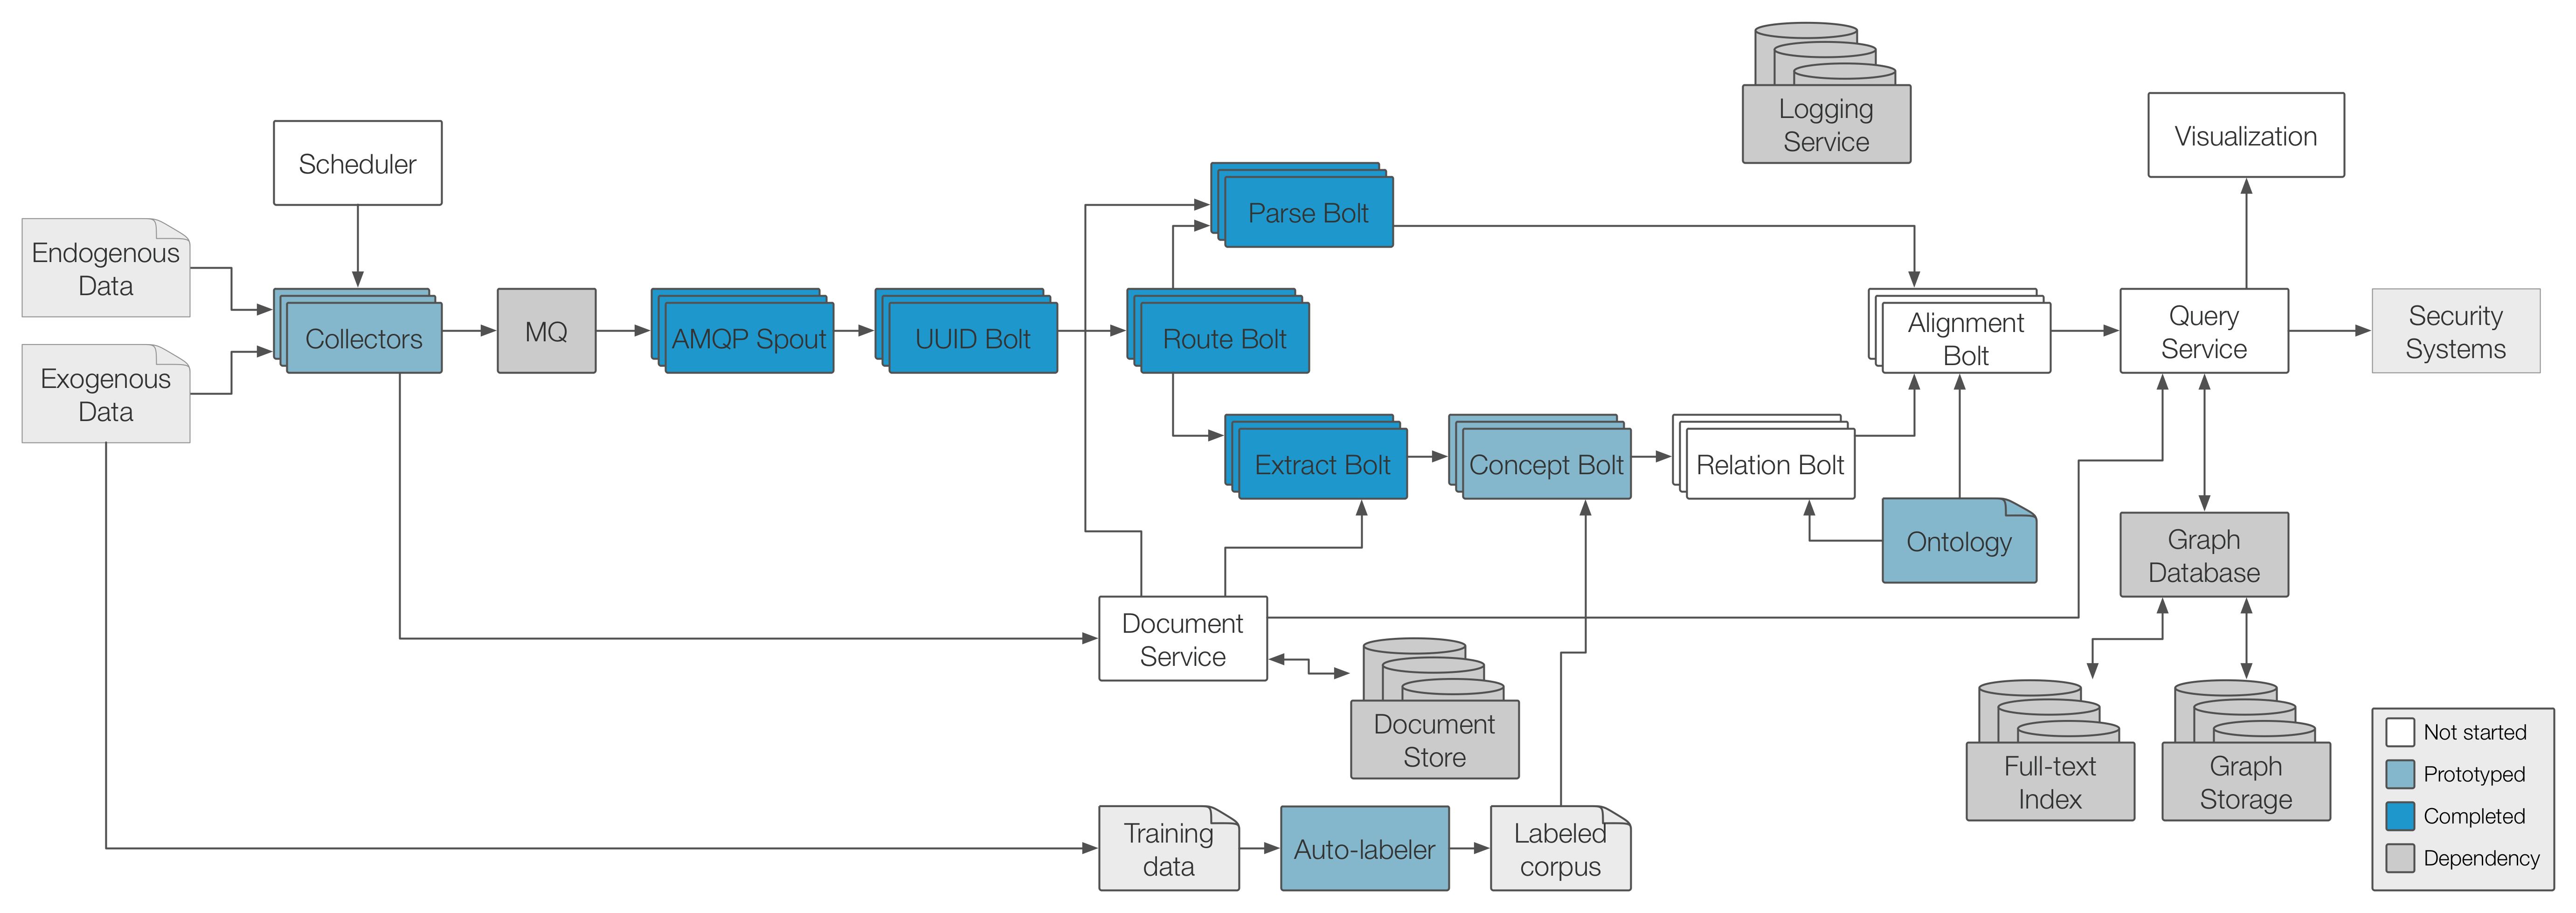 Logging
Service
Scheduler
Visualization
Endogenous
Data
Parse Bolt
Exogenous
Data
Collectors
MQ
AMQP Spout
UUID Bolt
Route Bolt
Alignment
Bolt
Query
Service
Security
Systems
Extract Bolt
Concept Bolt
Relation Bolt
Ontology
Graph
Database
Document
Service
Document
Store
Full-text
Index
Graph
Storage
Training
data
Auto-labeler
Labeled
corpus
Not started
Prototyped
Completed
Dependency